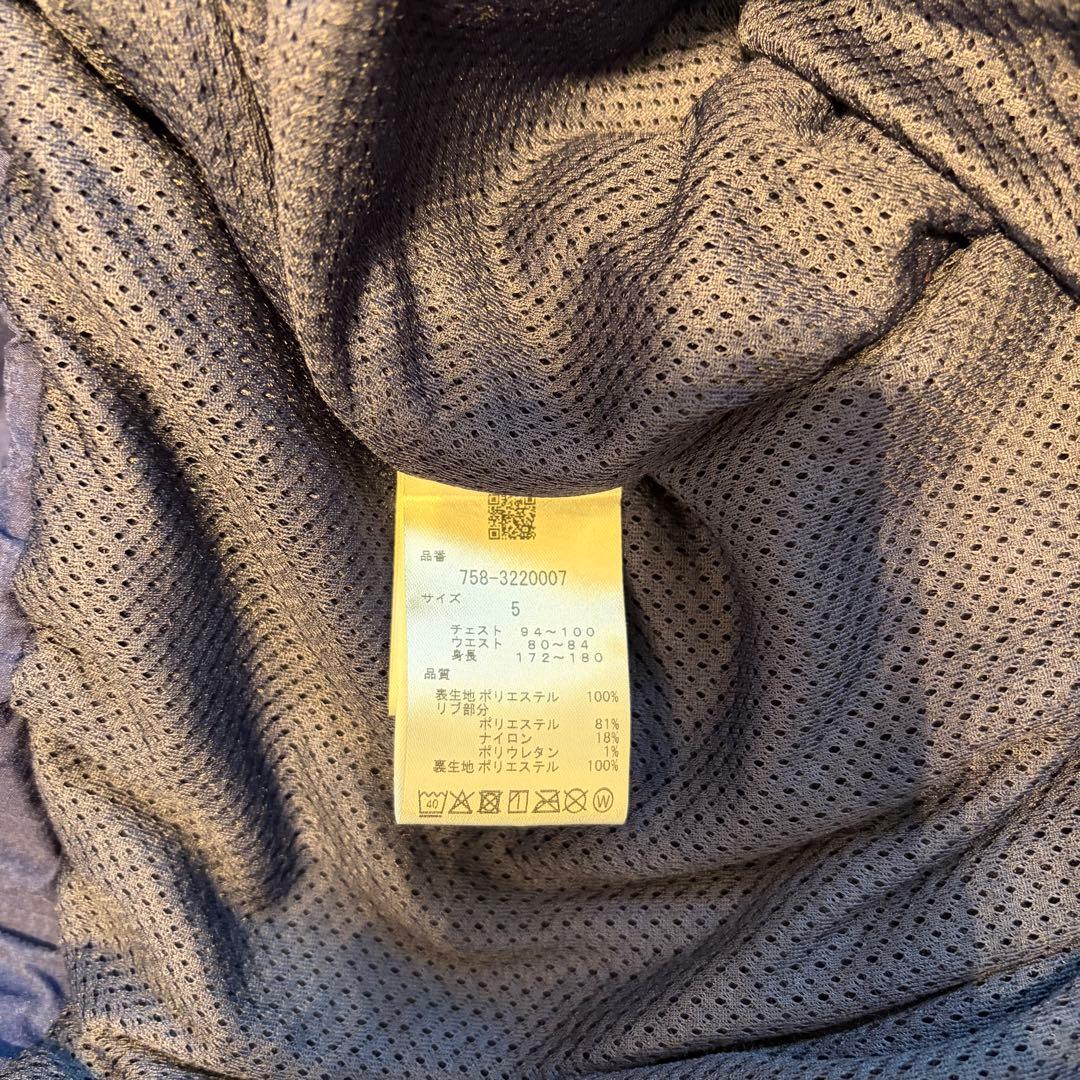 品番
758-3220007
サイズ
5
チェスト 94～100
ウエスト 80～84
身長 172～180
品質
表生地 ポリエステル 100%
リブ部分
ポリエステル 81%
ナイロン 18%
ポリウレタン 1%
裏生地 ポリエステル 100%
40 W